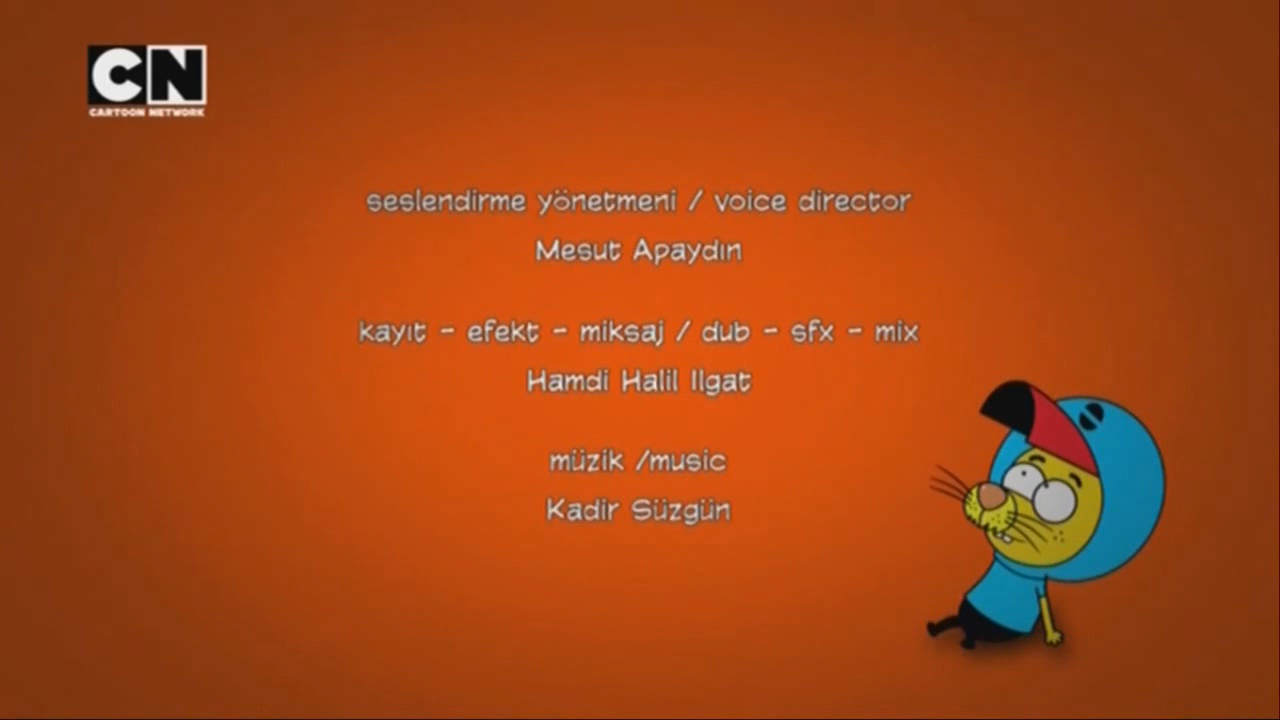 CN
CARTOON NETWORK
seslendirme yönetmeni / voice director
Mesut Apaydın
kayıt - efekt - miksaj / dub - sfx - mix
Hamdi Halil Ilgat
müzik /music
Kadir Süzgün